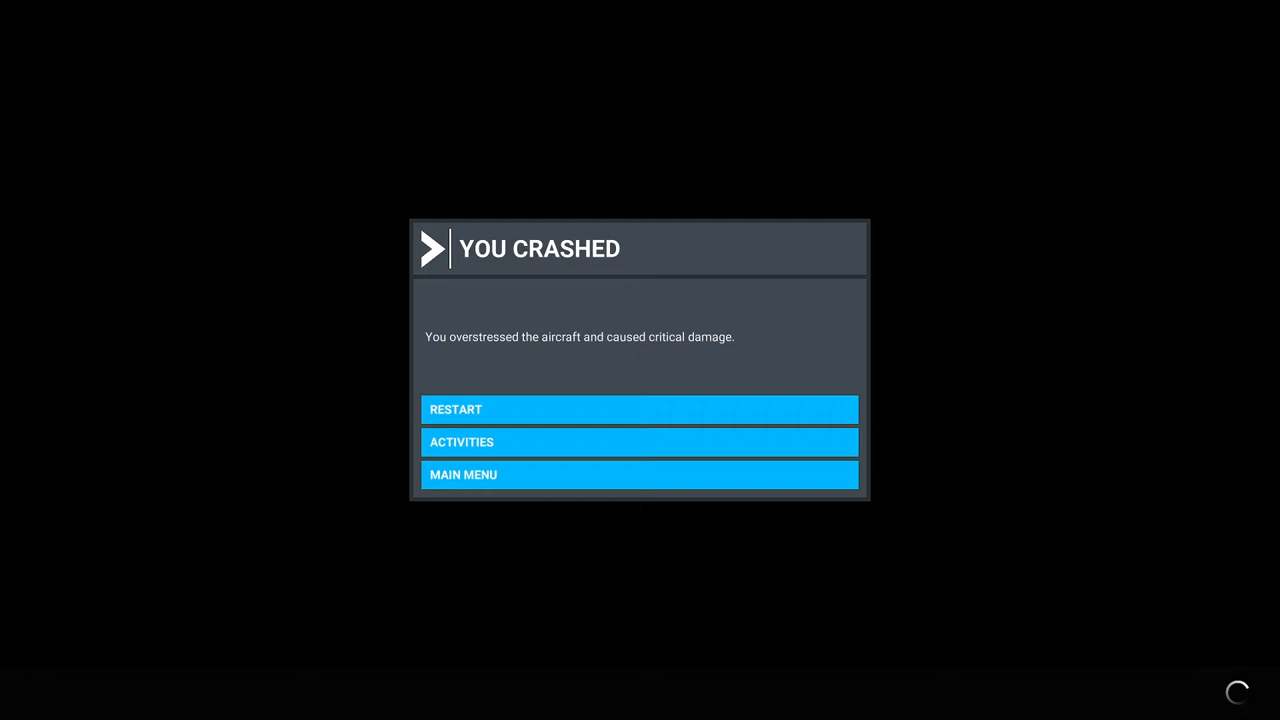 YOU CRASHED
You overstressed the aircraft and caused critical damage.
RESTART
ACTIVITIES
MAIN MENU